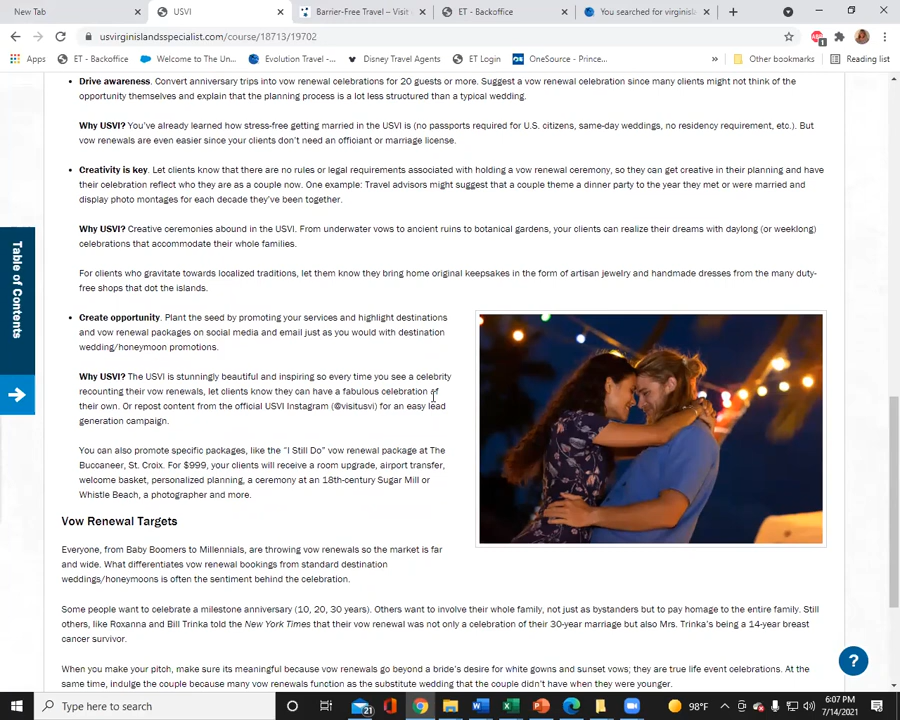 New Tab
USVI
Barrier-Free Travel – Visit
ET - Backoffice
You searched for virginisl
usvirginislandsspecialist.com/course/18713/19702
Apps
ET - Backoffice
Welcome to The Un
Evolution Travel -...
Disney Travel Agents
ET Login
OneSource - Prince...
»
Other bookmarks
Reading list
• Drive awareness. Convert anniversary trips into vow renewal celebrations for 20 guests or more. Suggest a vow renewal celebration since many clients might not think of the
opportunity themselves and explain that the planning process is a lot less structured than a typical wedding.
Why USVI? You've already learned how stress-free getting married in the USVI is (no passports required for U.S. citizens, same-day weddings, no residency requirement, etc.). But
vow renewals are even easier since your clients don't need an officiant or marriage license.
• Creativity is key. Let clients know that there are no rules or legal requirements associated with holding a vow renewal ceremony, so they can get creative in their planning and have
their celebration reflect who they are as a couple now. One example: Travel advisors might suggest that a couple theme a dinner party to the year they met or were married and
display photo montages for each decade they've been together.
Why USVI? Creative ceremonies abound in the USVI. From underwater vows to ancient ruins to botanical gardens, your clients can realize their dreams with daylong (or weeklong)
celebrations that accommodate their whole families.
For clients who gravitate towards localized traditions, let them know they bring home original keepsakes in the form of artisan jewelry and handmade dresses from the many duty-
free shops that dot the islands.
• Create opportunity. Plant the seed by promoting your services and highlight destinations
and vow renewal packages on social media and email just as you would with destination
wedding/honeymoon promotions.
Why USVI? The USVI is stunningly beautiful and inspiring so every time you see a celebrity
recounting their vow renewals, let clients know they can have a fabulous celebration of
their own. Or repost content from the official USVI Instagram (@visitusvi) for an easy lead
generation campaign.
You can also promote specific packages, like the "I Still Do" vow renewal package at The
Buccaneer, St. Croix. For $999, your clients will receive a room upgrade, airport transfer,
welcome basket, personalized planning, a ceremony at an 18th-century Sugar Mill or
Whistle Beach, a photographer and more.
Vow Renewal Targets
Everyone, from Baby Boomers to Millennials, are throwing vow renewals so the market is far
and wide. What differentiates vow renewal bookings from standard destination
weddings/honeymoons is often the sentiment behind the celebration.
Some people want to celebrate a milestone anniversary (10, 20, 30 years). Others want to involve their whole family, not just as bystanders but to pay homage to the entire family. Still
others, like Roxanna and Bill Trinka told the New York Times that their vow renewal was not only a celebration of their 30-year marriage but also Mrs. Trinka's being a 14-year breast
cancer survivor.
When you make your pitch, make sure its meaningful because vow renewals go beyond a bride's desire for white gowns and sunset vows; they are true life event celebrations. At the
same time, indulge the couple because many vow renewals function as the substitute wedding that the couple didn't have when they were younger.
Table of Contents
?
Type here to search
21
98°F
6:07 PM
7/14/2021